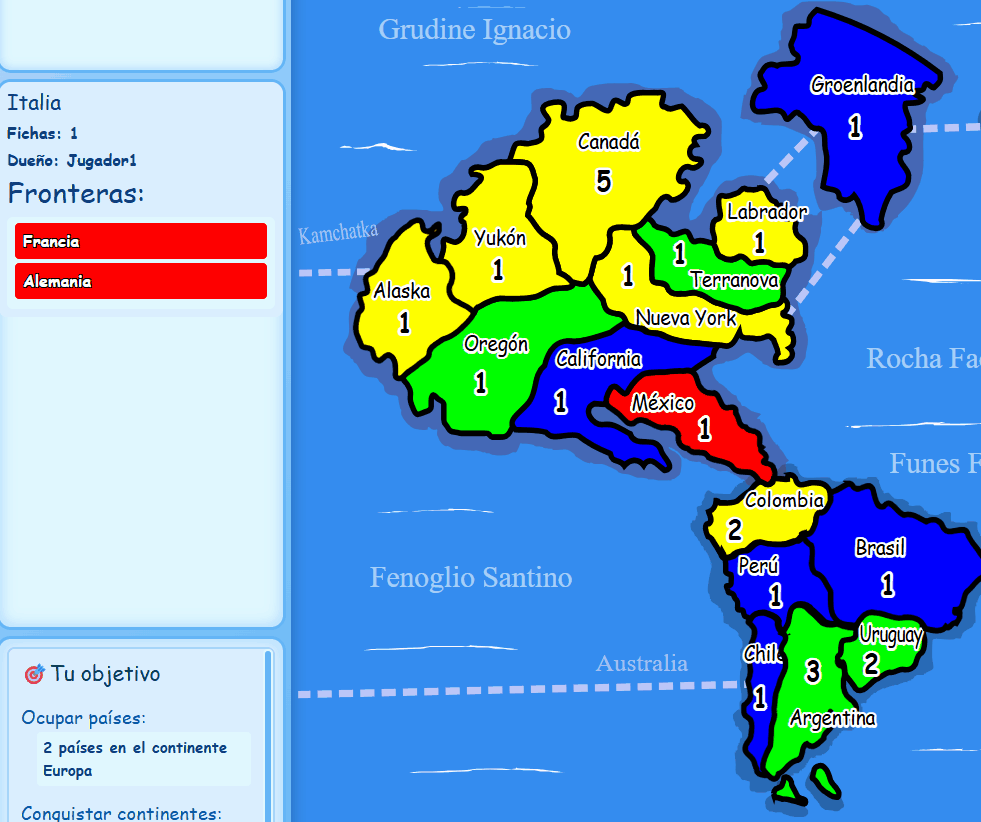 Italia
Fichas: 1
Dueño: Jugador1
Fronteras:
Francia
Alemania
🎯 Tu objetivo
Ocupar países:
2 países en el continente
Europa
Conquistar continentes:
Grudine Ignacio
Groenlandia
1
Canadá
5
Kamchatka
Yukón
1
Labrador
1
Alaska
1
1
1
Terranova
Nueva York
Oregón
1
California
1
México
1
Rocha Fa
Funes F
Colombia
2
Brasil
1
Perú
1
Fenoglio Santino
Uruguay
2
Chil
1
3
Argentina
Australia